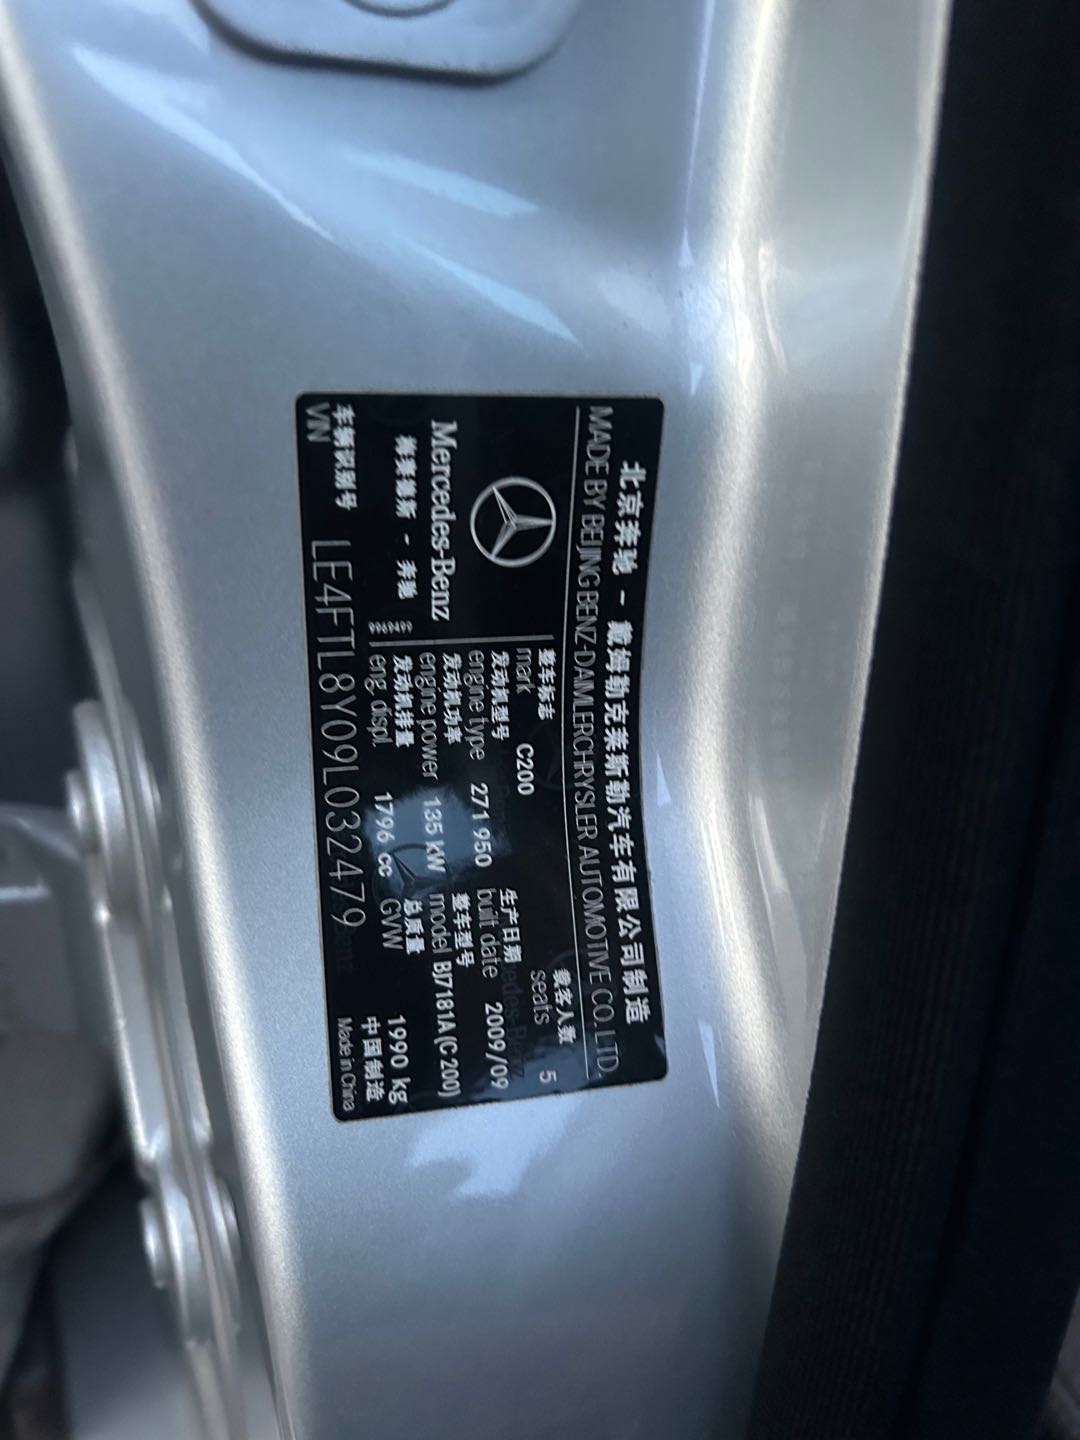 北京奔驰 - 戴姆勒克莱斯勒汽车有限公司制造
MADE BY BEIJING BENZ-DAIMLERCHRYSLER AUTOMOTIVE CO. LTD.
Mercedes-Benz
梅赛德斯 - 奔驰
整车标志
mark C200
乘客人数
seats 5
发动机型号
engine type 271 950
生产日期
built date 2009/09
发动机功率
engine power 135 kW
整车型号
model BJ7181A(C 200)
发动机排量
eng. displ. 1796 cc
总质量
GVW 1990 kg
车辆识别号
VIN LE4FTL8Y09L032479
中国制造
Made in China